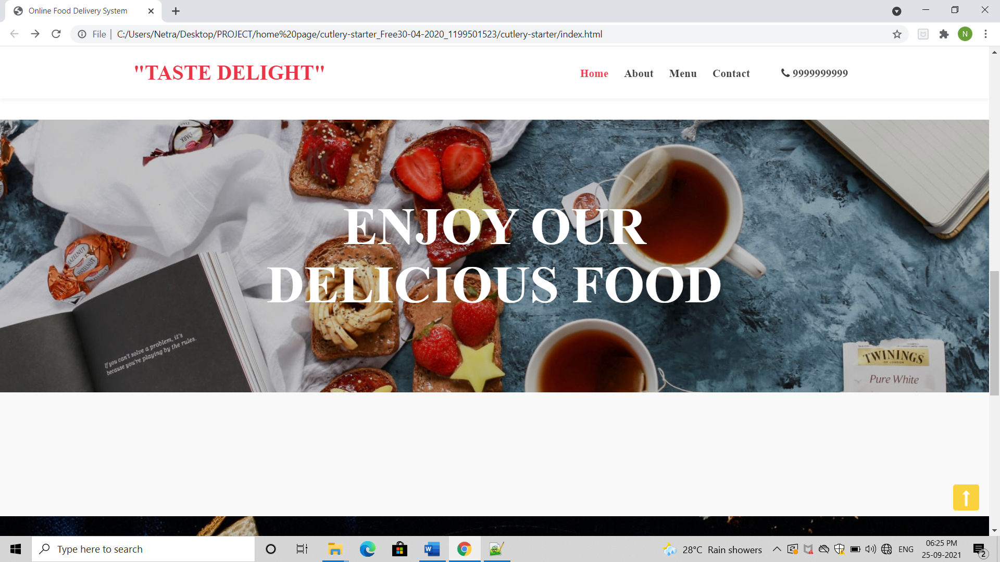 Online Food Delivery System
File
C:/Users/Netra/Desktop/PROJECT/home%20page/cutlery-starter_Free30-04-2020_1199501523/cutlery-starter/index.html
N
"TASTE DELIGHT"
Home
About
Menu
Contact
9999999999
DARK
HAZELNUT
HAZELNUT
ENJOY OUR
DELICIOUS FOOD
If you can't solve a problem, it's
because you're playing by the rules.
TWININGS
OF LONDON
Pure White
Type here to search
28°C Rain showers
ENG
06:25 PM
25-09-2021
2